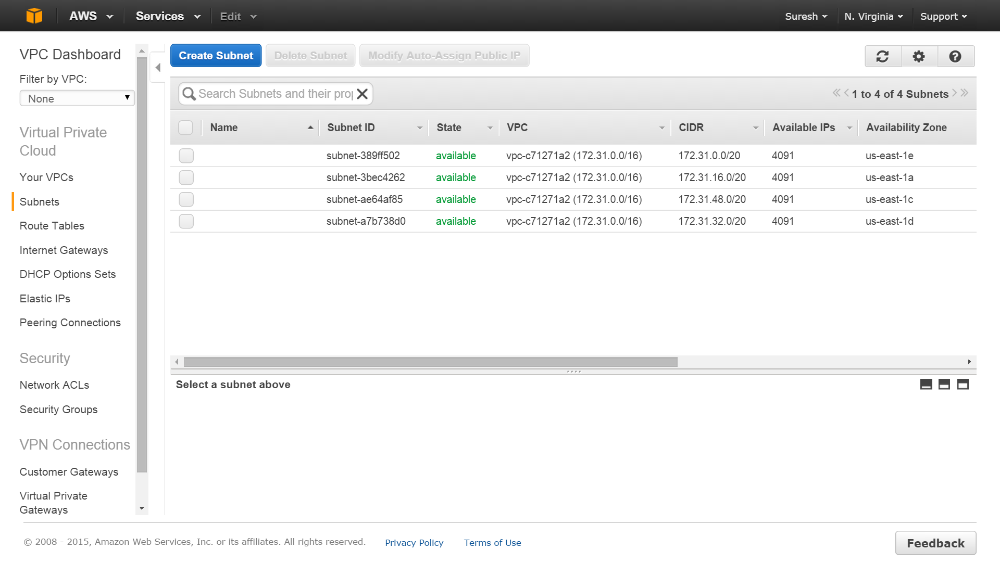 AWS Services Edit Suresh N. Virginia Support
VPC Dashboard
Filter by VPC:
None
Virtual Private
Cloud
Your VPCs
Subnets
Route Tables
Internet Gateways
DHCP Options Sets
Elastic IPs
Peering Connections
Security
Network ACLs
Security Groups
VPN Connections
Customer Gateways
Virtual Private
Gateways
Create Subnet Delete Subnet Modify Auto-Assign Public IP
Search Subnets and their prop 1 to 4 of 4 Subnets
Name Subnet ID State VPC CIDR Available IPs Availability Zone
subnet-389ff502 available vpc-c71271a2 (172.31.0.0/16) 172.31.0.0/20 4091 us-east-1e
subnet-3bec4262 available vpc-c71271a2 (172.31.0.0/16) 172.31.16.0/20 4091 us-east-1a
subnet-ae64af85 available vpc-c71271a2 (172.31.0.0/16) 172.31.48.0/20 4091 us-east-1c
subnet-a7b738d0 available vpc-c71271a2 (172.31.0.0/16) 172.31.32.0/20 4091 us-east-1d
Select a subnet above
© 2008 - 2015, Amazon Web Services, Inc. or its affiliates. All rights reserved. Privacy Policy Terms of Use Feedback